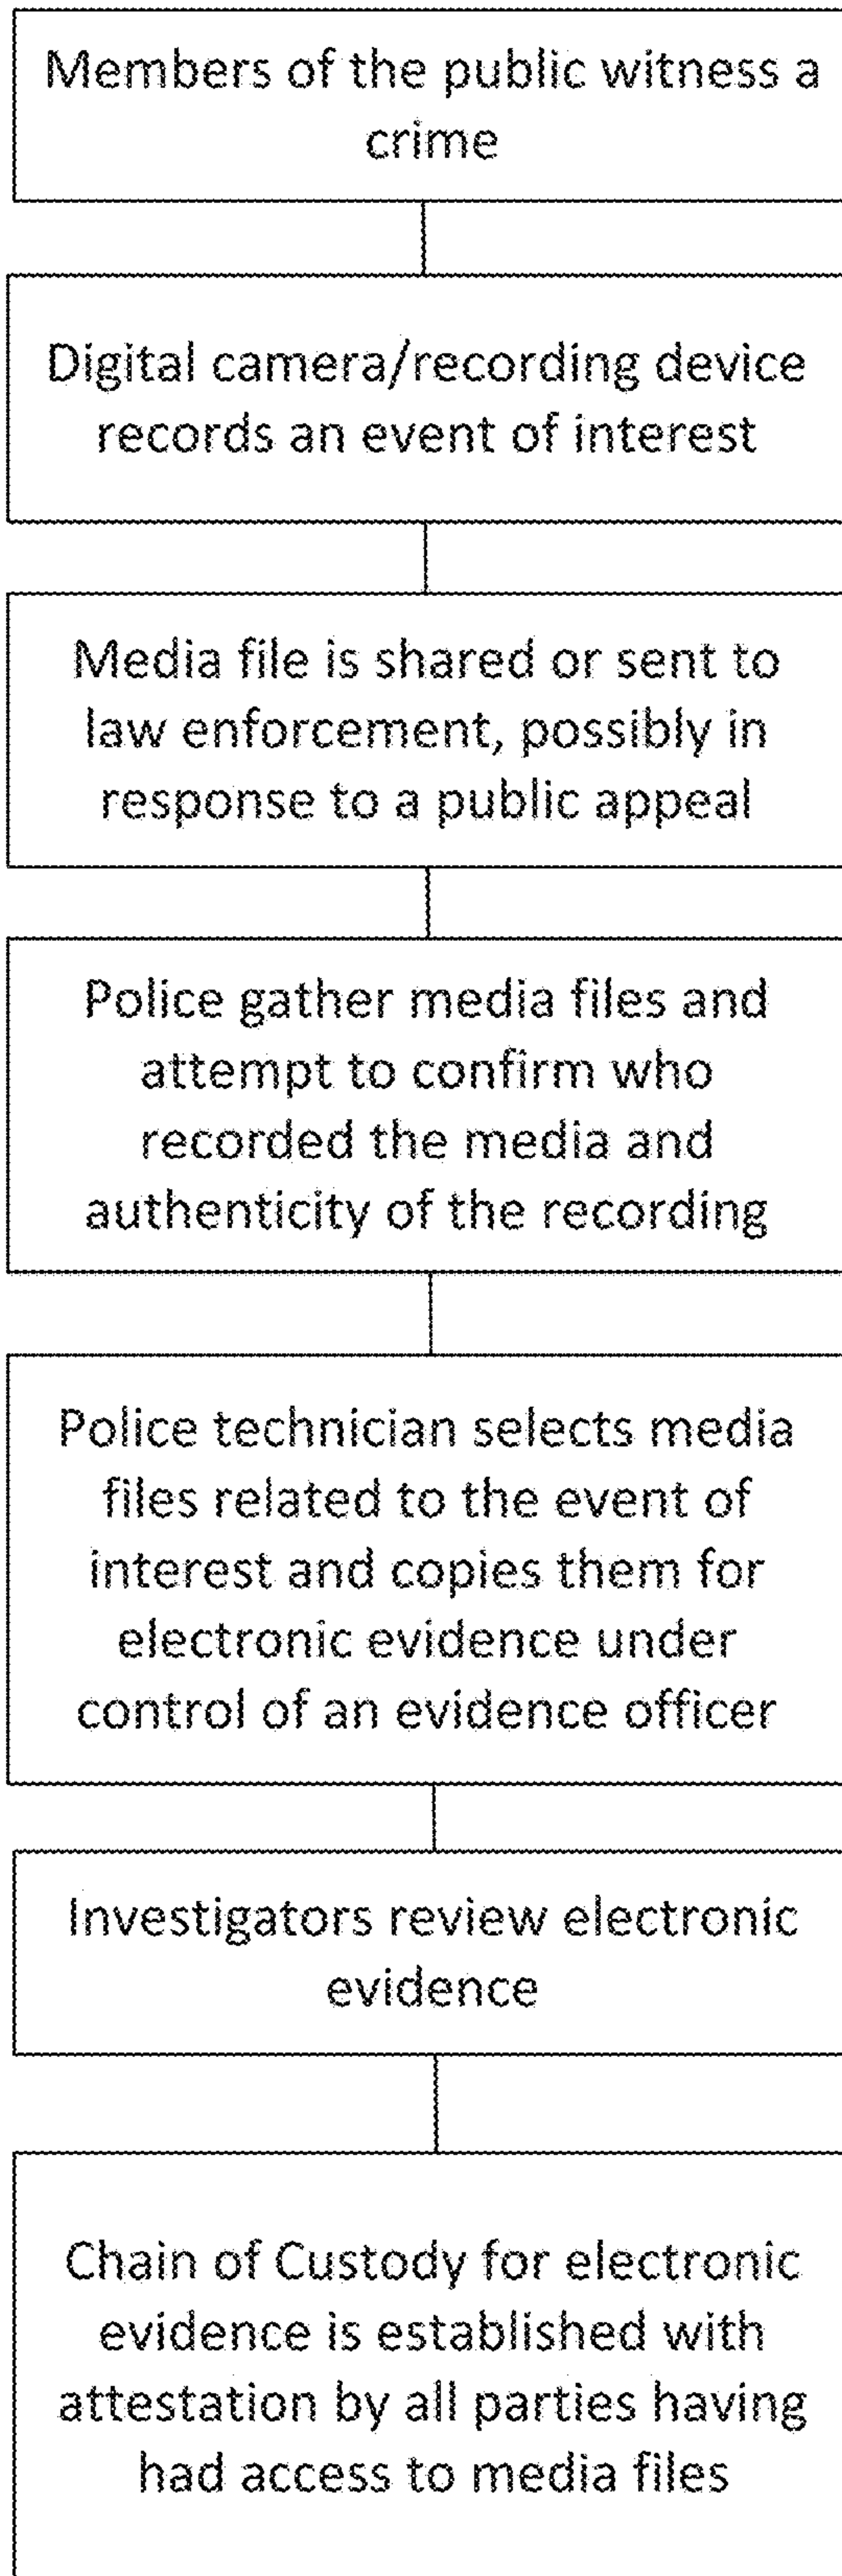 Members of the public witness a
crime
Digital camera/recording device
records an event of interest
Media file is shared or sent to
law enforcement, possibly in
response to a public appeal
Police gather media files and
attempt to confirm who
recorded the media and
authenticity of the recording
Police technician selects media
files related to the event of
interest and copies them for
electronic evidence under
control of an evidence officer
Investigators review electronic
evidence
Chain of Custody for electronic
evidence is established with
attestation by all parties having
had access to media files